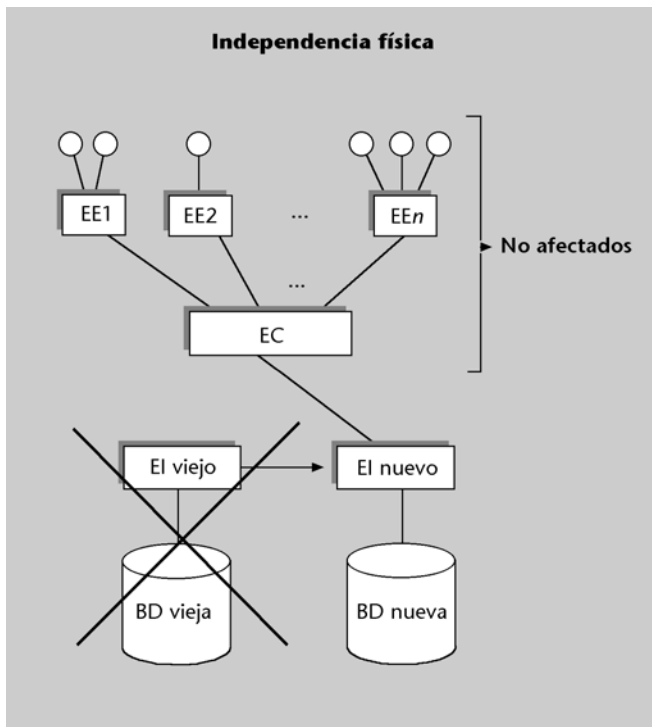 Independencia física
EE1
EE2
...
EEn
No afectados
...
EC
EI viejo
EI nuevo
BD vieja
BD nueva